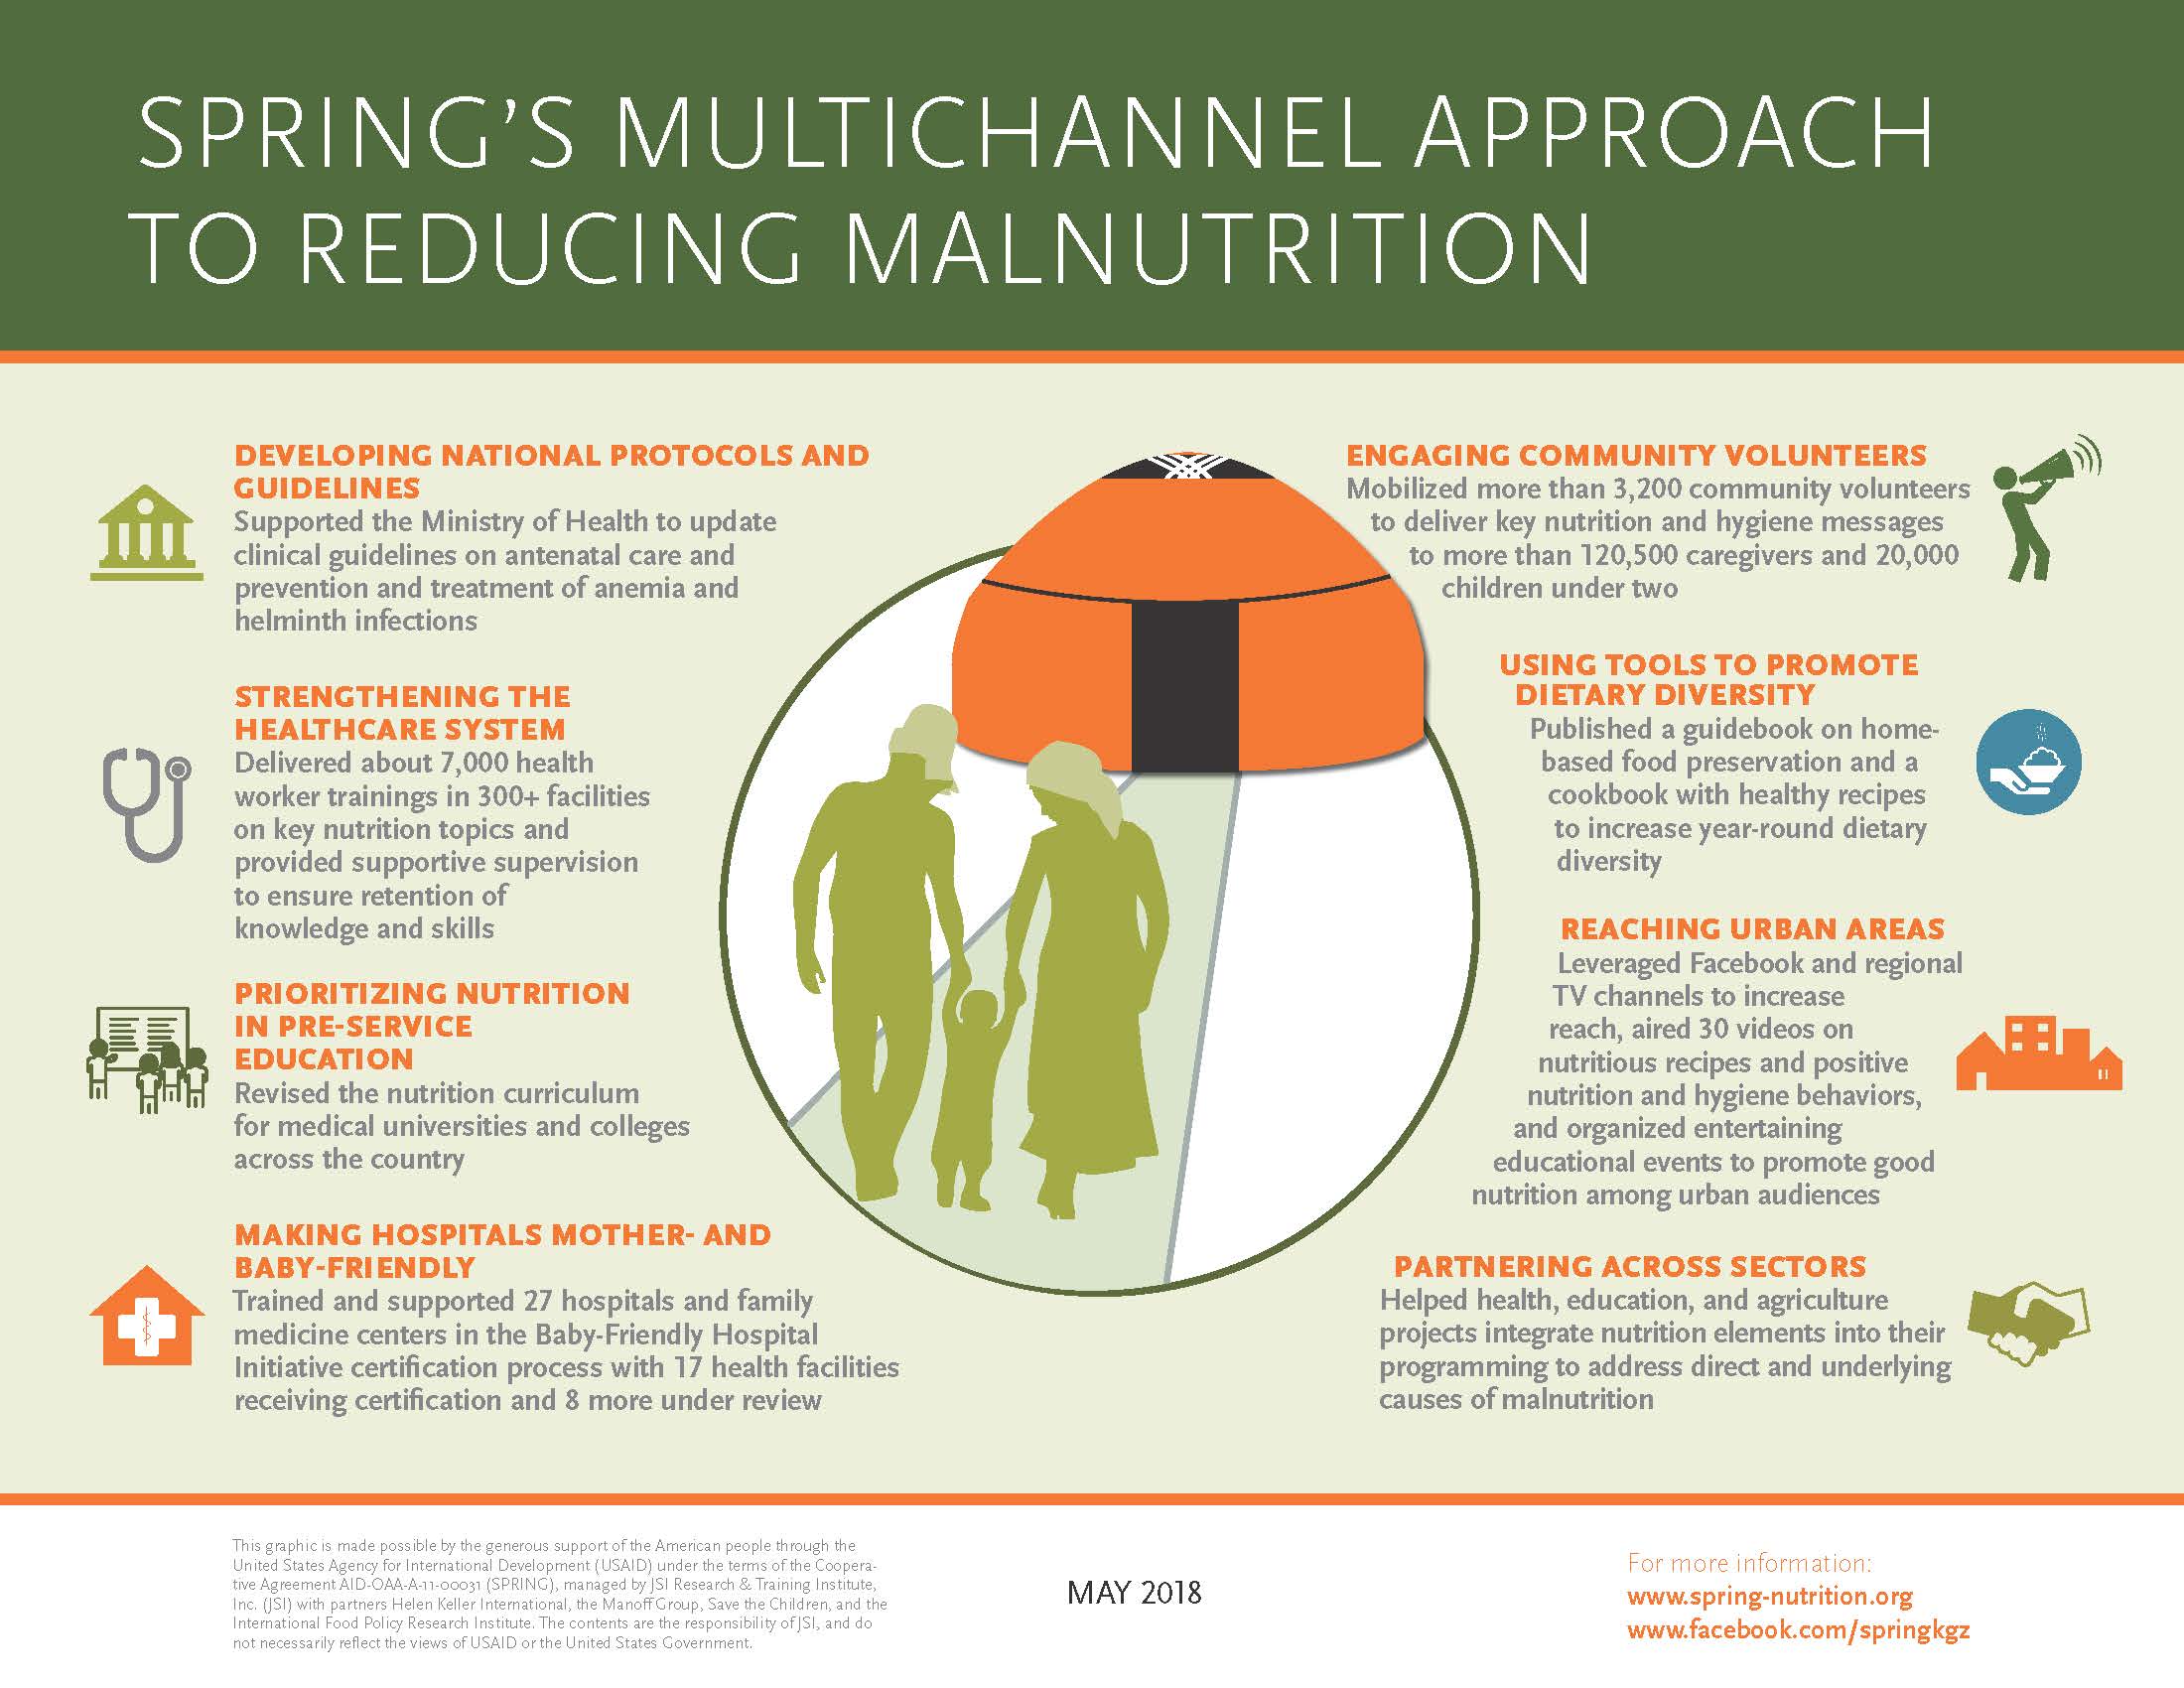 SPRING'S MULTICHANNEL APPROACH
TO REDUCING MALNUTRITION
DEVELOPING NATIONAL PROTOCOLS AND
GUIDELINES
Supported the Ministry of Health to update
clinical guidelines on antenatal care and
prevention and treatment of anemia and
helminth infections
STRENGTHENING THE
HEALTHCARE SYSTEM
Delivered about 7,000 health
worker trainings in 300+ facilities
on key nutrition topics and
provided supportive supervision
to ensure retention of
knowledge and skills
PRIORITIZING NUTRITION
IN PRE-SERVICE
EDUCATION
Revised the nutrition curriculum
for medical universities and colleges
across the country
MAKING HOSPITALS MOTHER- AND
BABY-FRIENDLY
Trained and supported 27 hospitals and family
medicine centers in the Baby-Friendly Hospital
Initiative certification process with 17 health facilities
receiving certification and 8 more under review
ENGAGING COMMUNITY VOLUNTEERS
Mobilized more than 3,200 community volunteers
to deliver key nutrition and hygiene messages
to more than 120,500 caregivers and 20,000
children under two
USING TOOLS TO PROMOTE
DIETARY DIVERSITY
Published a guidebook on home-
based food preservation and a
cookbook with healthy recipes
to increase year-round dietary
diversity
REACHING URBAN AREAS
Leveraged Facebook and regional
TV channels to increase
reach, aired 30 videos on
nutritious recipes and positive
nutrition and hygiene behaviors,
and organized entertaining
educational events to promote good
nutrition among urban audiences
PARTNERING ACROSS SECTORS
Helped health, education, and agriculture
projects integrate nutrition elements into their
programming to address direct and underlying
causes of malnutrition
This graphic is made possible by the generous support of the American people through the
United States Agency for International Development (USAID) under the terms of the Coopera-
tive Agreement AID-OAA-A-11-00031 (SPRING), managed by JSI Research & Training Institute,
Inc. (JSI) with partners Helen Keller International, the Manoff Group, Save the Children, and the
International Food Policy Research Institute. The contents are the responsibility of JSI, and do
not necessarily reflect the views of USAID or the United States Government.
MAY 2018
For more information:
www.spring-nutrition.org
www.facebook.com/springkgz